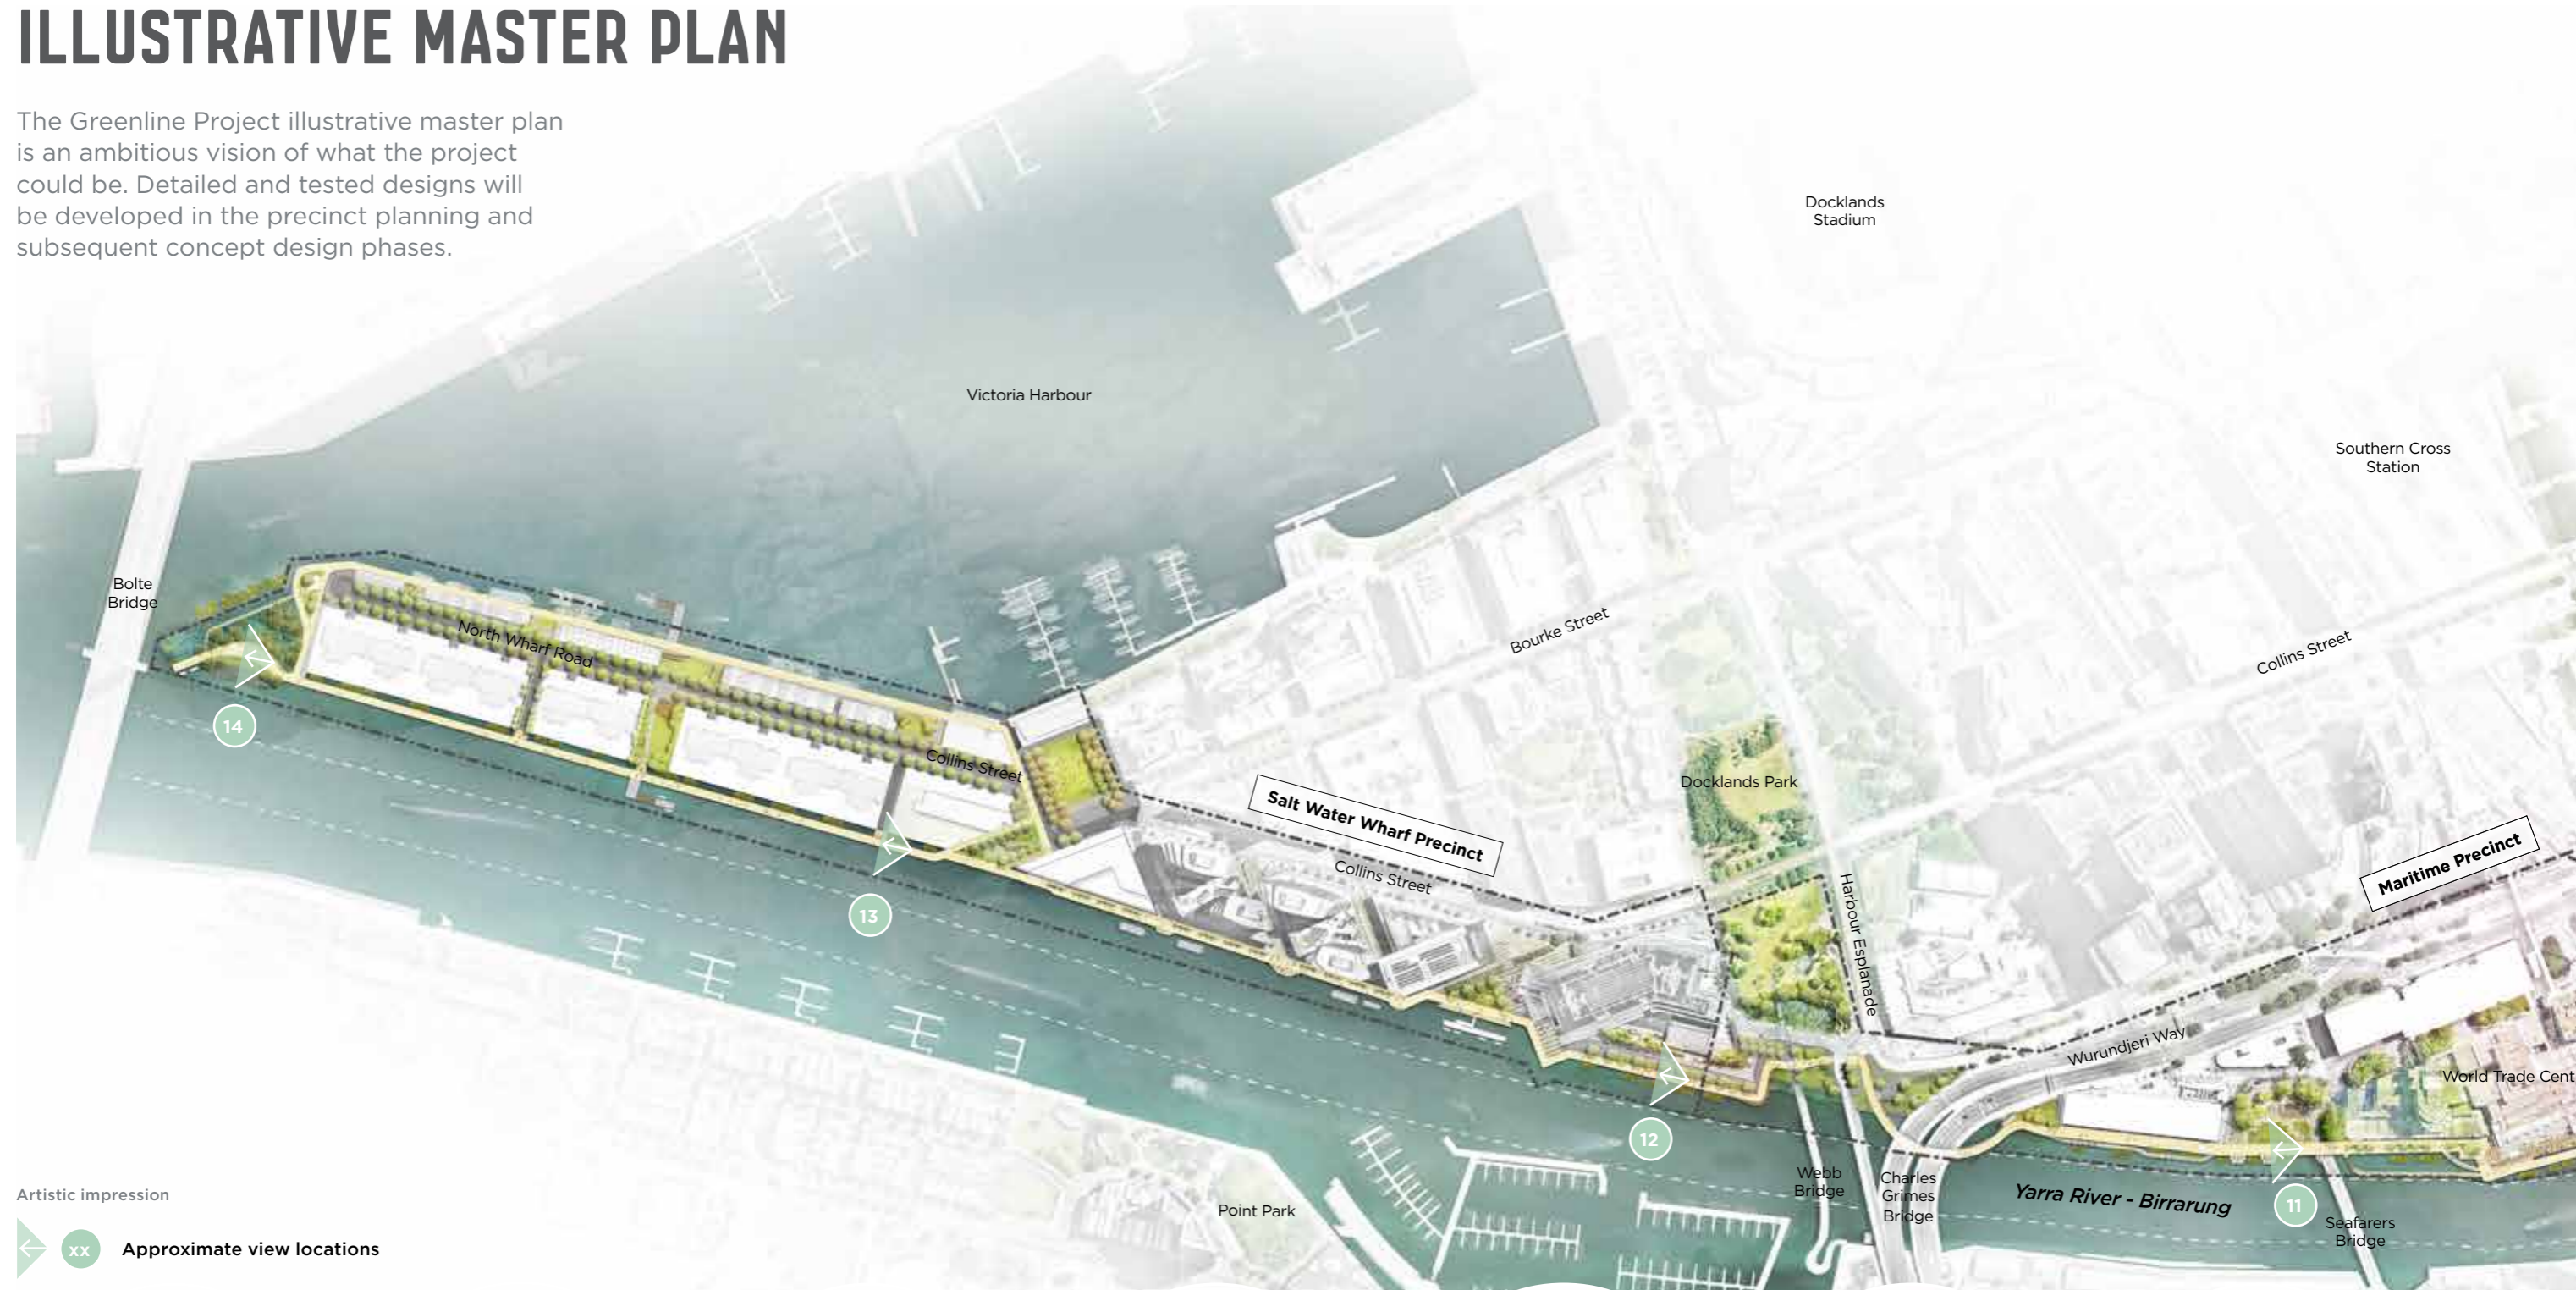 ILLUSTRATIVE MASTER PLAN
The Greenline Project illustrative master plan
is an ambitious vision of what the project
could be. Detailed and tested designs will
be developed in the precinct planning and
subsequent concept design phases.
Docklands
Stadium
Victoria Harbour
Southern Cross
Station
Bolte
Bridge
North Wharf Road
Bourke Street
Collins Street
Collins Street
Docklands Park
Salt Water Wharf Precinct
Collins Street
Harbour Esplanade
Maritime Precinct
Wurundjeri Way
World Trade Cent
14
13
12
11
Webb
Bridge
Charles
Grimes
Bridge
Yarra River - Birrarung
Seafarers
Bridge
Point Park
Artistic impression
xx
Approximate view locations